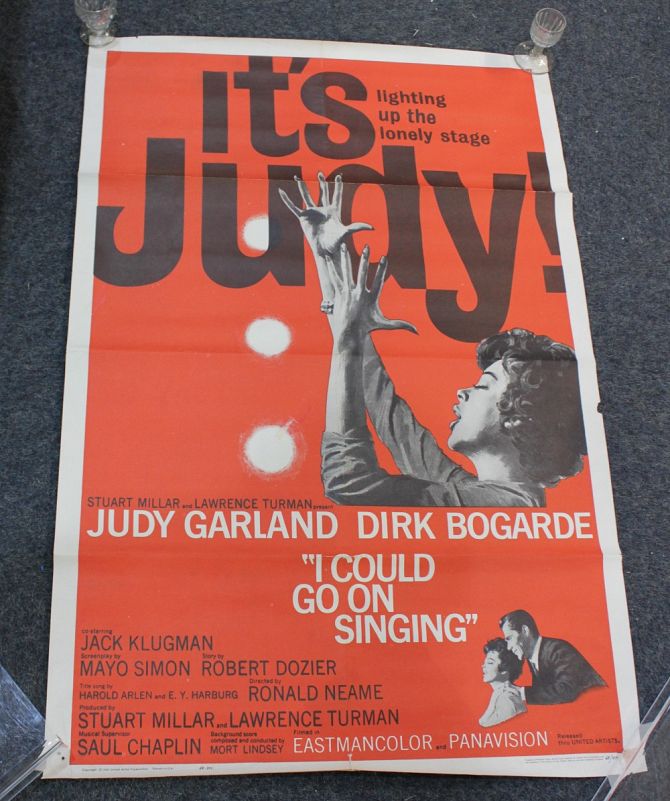 It's
lighting
up the
lonely stage
Judy!
STUART MILLAR and LAWRENCE TURMAN present
JUDY GARLAND DIRK BOGARDE
"I COULD
GO ON
SINGING"
co-starring
JACK KLUGMAN
Screenplay by Story by
MAYO SIMON ROBERT DOZIER
Title song by Directed by
HAROLD ARLEN and E. Y. HARBURG RONALD NEAME
Produced by
STUART MILLAR and LAWRENCE TURMAN
Musical Supervisor Background score composed and conducted by Filmed in Released
SAUL CHAPLIN MORT LINDSEY EASTMANCOLOR and PANAVISION thru UNITED ARTISTS